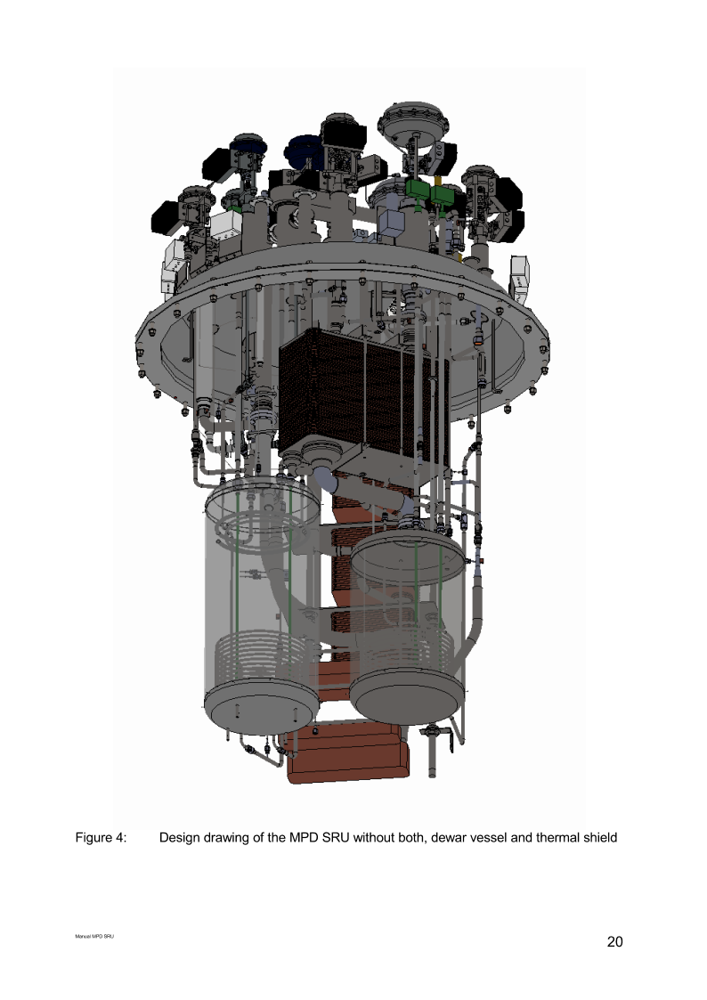 Figure 4: Design drawing of the MPD SRU without both, dewar vessel and thermal shield
Manual MPD SRU
20